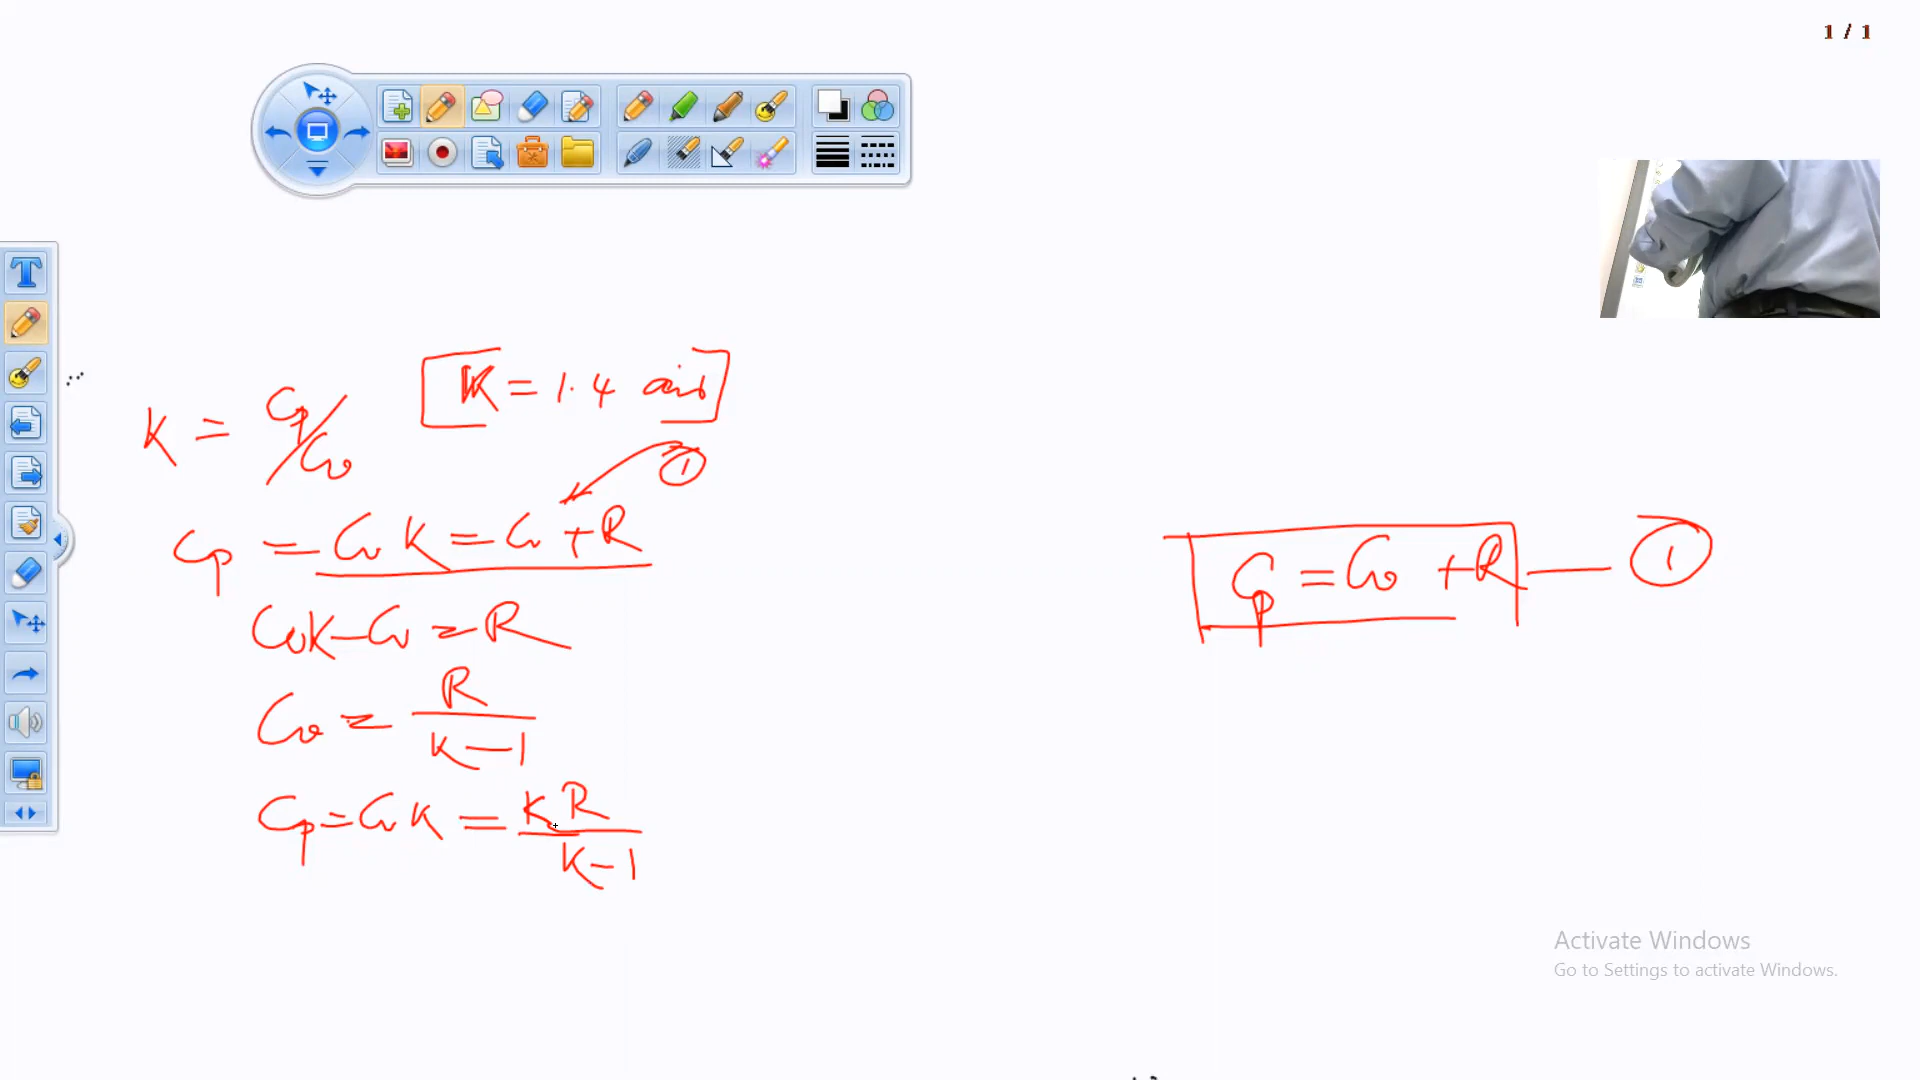 1 / 1
K = Cp/Cv
K = 1.4 air
①
Cp = Cv K = Cv + R
CvK - Cv = R
Cv = R / K-1
Cp = Cv K = KR / K-1
Cp = Cv + R — ①
Activate Windows
Go to Settings to activate Windows.